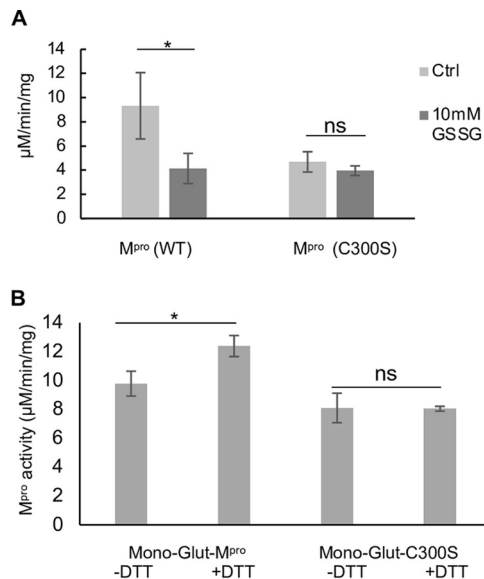 A
*
14
12
10
8
6
4
2
0
µM/min/mg
ns
Ctrl
10mM
GSSG
Mpro (WT)
Mpro (C300S)
B
*
14
12
10
8
6
4
2
0
Mpro activity (µM/min/mg)
ns
Mono-Glut-Mpro
Mono-Glut-C300S
-DTT +DTT -DTT +DTT